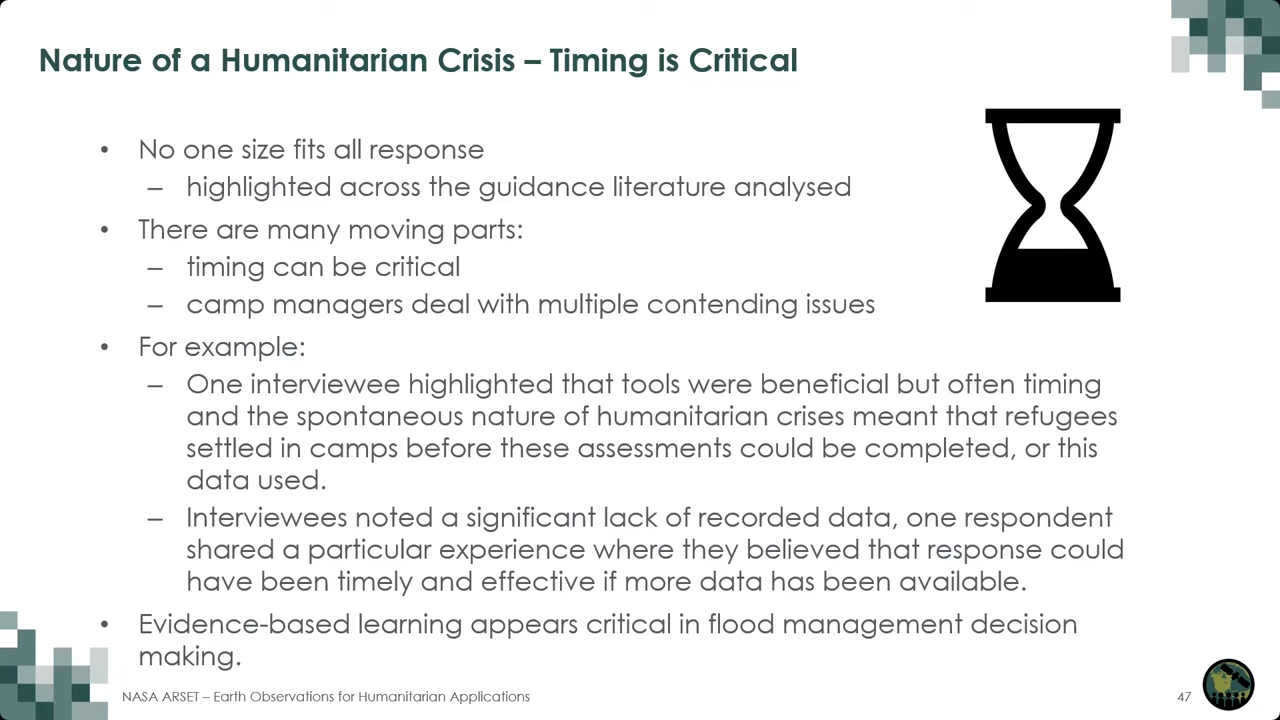 Nature of a Humanitarian Crisis – Timing is Critical
• No one size fits all response
– highlighted across the guidance literature analysed
• There are many moving parts:
– timing can be critical
– camp managers deal with multiple contending issues
• For example:
– One interviewee highlighted that tools were beneficial but often timing
and the spontaneous nature of humanitarian crises meant that refugees
settled in camps before these assessments could be completed, or this
data used.
– Interviewees noted a significant lack of recorded data, one respondent
shared a particular experience where they believed that response could
have been timely and effective if more data has been available.
• Evidence-based learning appears critical in flood management decision
making.
NASA ARSET – Earth Observations for Humanitarian Applications
47